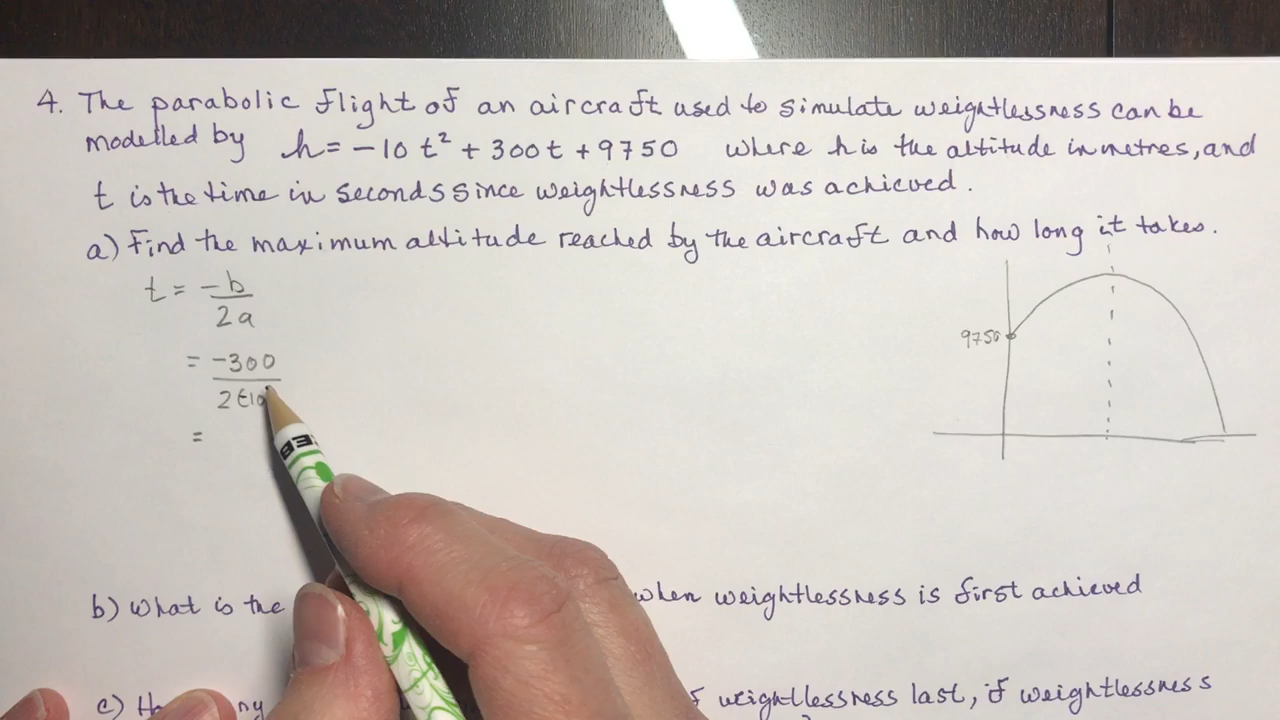 4. The parabolic flight of an aircraft used to simulate weightlessness can be
modelled by h = -10t² + 300t + 9750 where h is the altitude in metres, and
t is the time in seconds since weightlessness was achieved.
a) Find the maximum altitude reached by the aircraft and how long it takes.
t = -b
2a
= -300
2(-10
=
9750
b) What is the when weightlessness is first achieved
c) weightlessness last, if weightlessness